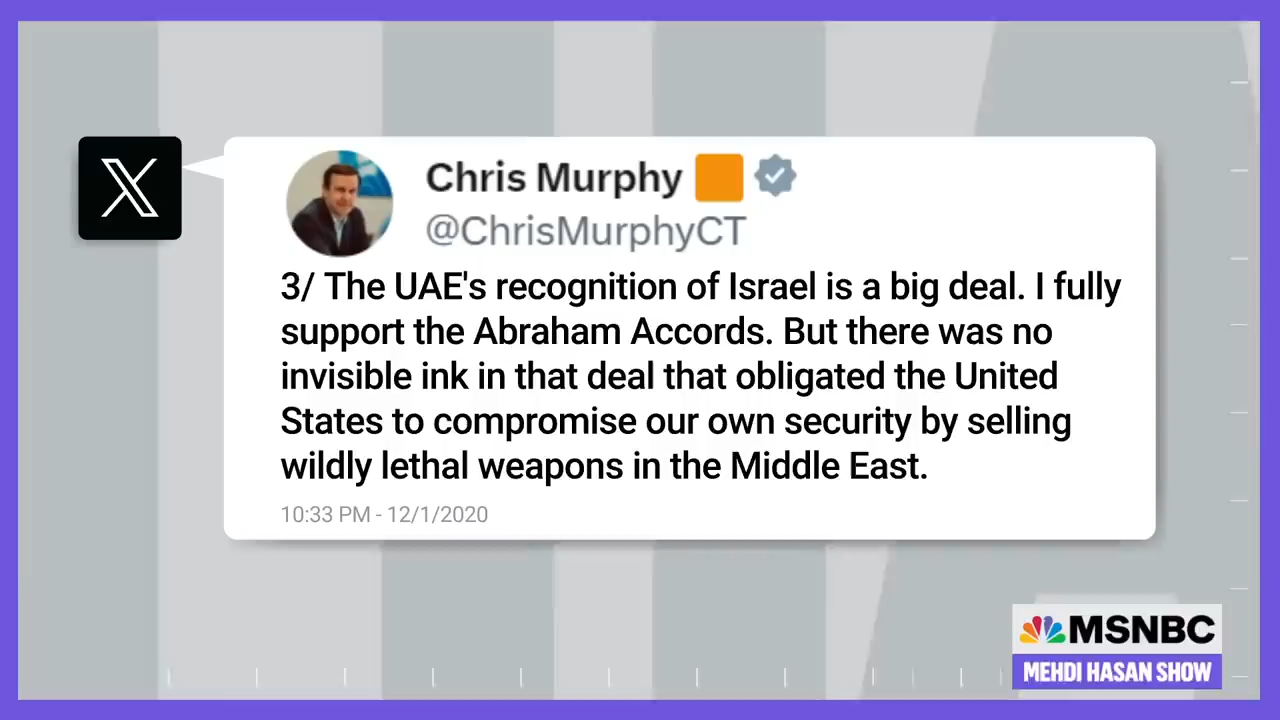 Chris Murphy
@ChrisMurphyCT
3/ The UAE's recognition of Israel is a big deal. I fully
support the Abraham Accords. But there was no
invisible ink in that deal that obligated the United
States to compromise our own security by selling
wildly lethal weapons in the Middle East.
10:33 PM - 12/1/2020
MSNBC
MEHDI HASAN SHOW